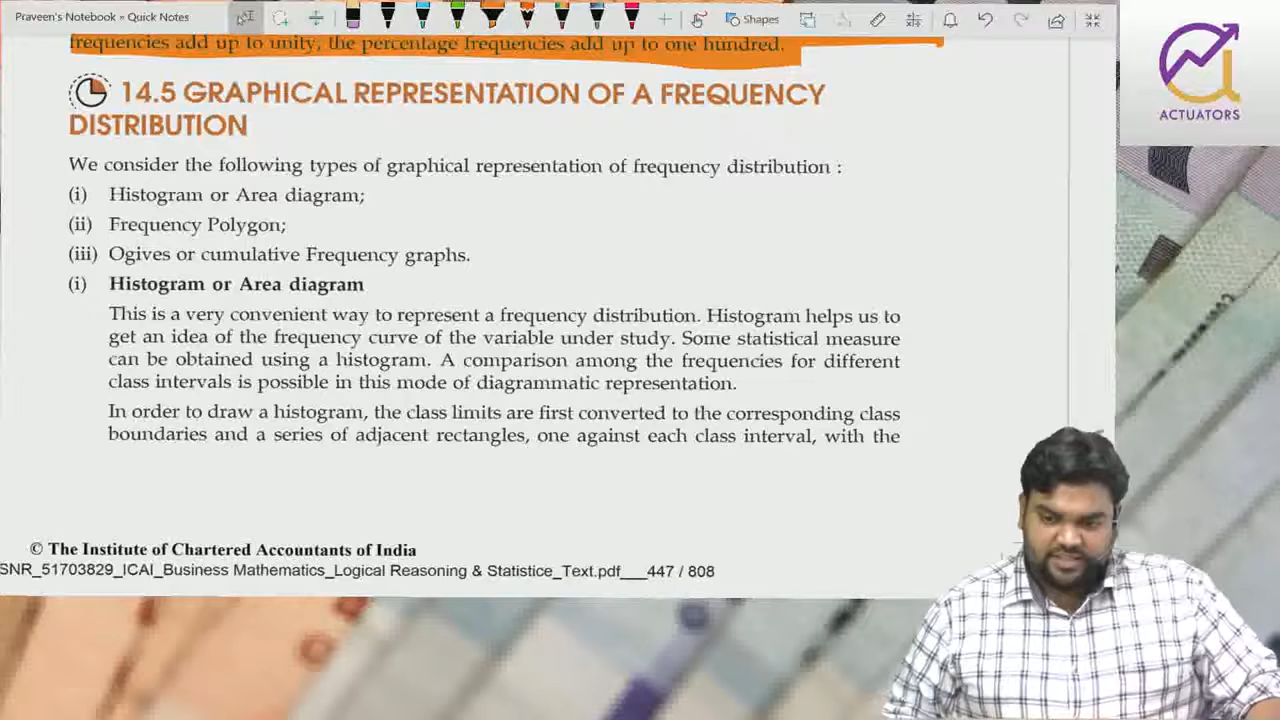 Praveen's Notebook » Quick Notes
Shapes
frequencies add up to unity, the percentage frequencies add up to one hundred.
ACTUATORS
14.5 GRAPHICAL REPRESENTATION OF A FREQUENCY
DISTRIBUTION
We consider the following types of graphical representation of frequency distribution :
(i) Histogram or Area diagram;
(ii) Frequency Polygon;
(iii) Ogives or cumulative Frequency graphs.
(i) Histogram or Area diagram
This is a very convenient way to represent a frequency distribution. Histogram helps us to
get an idea of the frequency curve of the variable under study. Some statistical measure
can be obtained using a histogram. A comparison among the frequencies for different
class intervals is possible in this mode of diagrammatic representation.
In order to draw a histogram, the class limits are first converted to the corresponding class
boundaries and a series of adjacent rectangles, one against each class interval, with the
© The Institute of Chartered Accountants of India
SNR_51703829_ICAI_Business Mathematics_Logical Reasoning & Statistice_Text.pdf___447 / 808